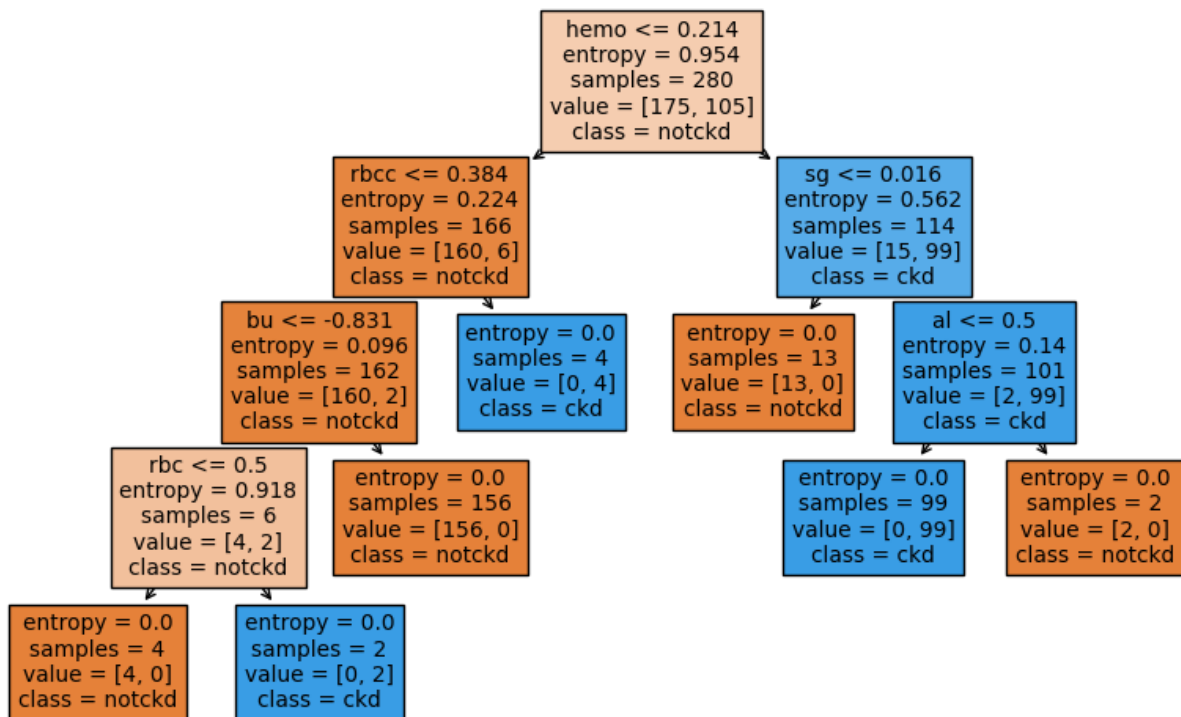 hemo <= 0.214
entropy = 0.954
samples = 280
value = [175, 105]
class = notckd
rbcc <= 0.384
entropy = 0.224
samples = 166
value = [160, 6]
class = notckd
sg <= 0.016
entropy = 0.562
samples = 114
value = [15, 99]
class = ckd
bu <= -0.831
entropy = 0.096
samples = 162
value = [160, 2]
class = notckd
entropy = 0.0
samples = 4
value = [0, 4]
class = ckd
entropy = 0.0
samples = 13
value = [13, 0]
class = notckd
al <= 0.5
entropy = 0.14
samples = 101
value = [2, 99]
class = ckd
rbc <= 0.5
entropy = 0.918
samples = 6
value = [4, 2]
class = notckd
entropy = 0.0
samples = 156
value = [156, 0]
class = notckd
entropy = 0.0
samples = 99
value = [0, 99]
class = ckd
entropy = 0.0
samples = 2
value = [2, 0]
class = notckd
entropy = 0.0
samples = 4
value = [4, 0]
class = notckd
entropy = 0.0
samples = 2
value = [0, 2]
class = ckd